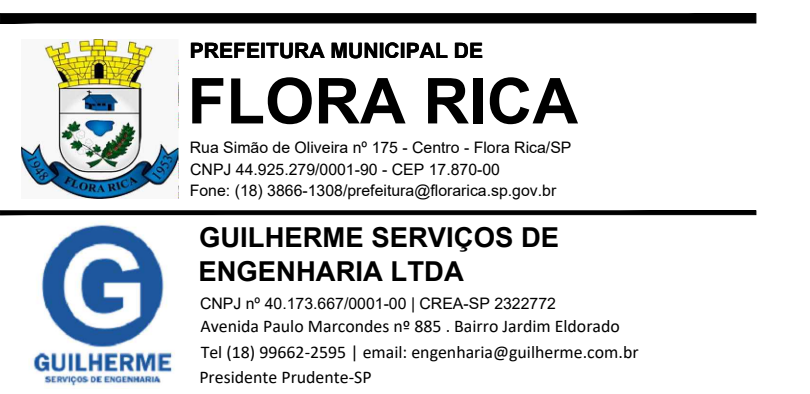 PREFEITURA MUNICIPAL DE
FLORA RICA
Rua Simão de Oliveira nº 175 - Centro - Flora Rica/SP
CNPJ 44.925.279/0001-90 - CEP 17.870-00
Fone: (18) 3866-1308/prefeitura@florarica.sp.gov.br
1948 FLORA RICA 1953
GUILHERME SERVIÇOS DE
ENGENHARIA LTDA
CNPJ nº 40.173.667/0001-00 | CREA-SP 2322772
Avenida Paulo Marcondes nº 885 . Bairro Jardim Eldorado
Tel (18) 99662-2595 | email: engenharia@guilherme.com.br
Presidente Prudente-SP
G
GUILHERME
SERVIÇOS DE ENGENHARIA